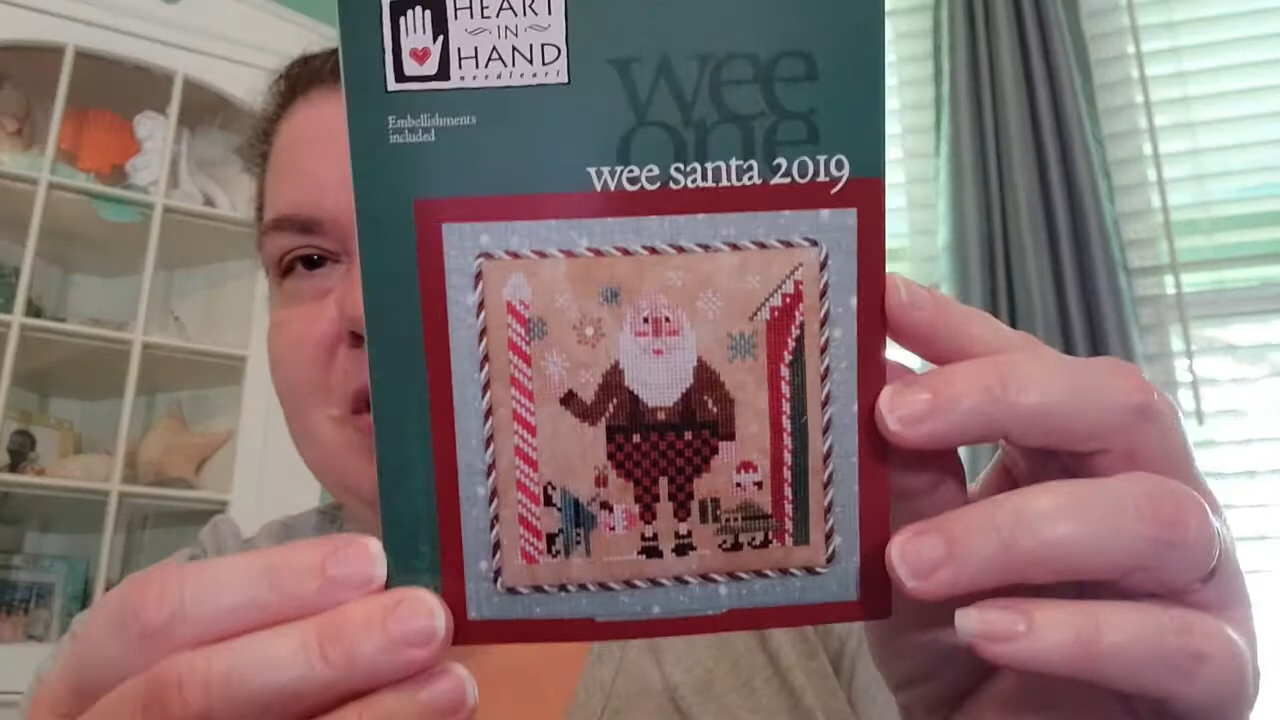 HEART
IN
HAND
needleart
Embellishments
included
wee
one
wee santa 2019